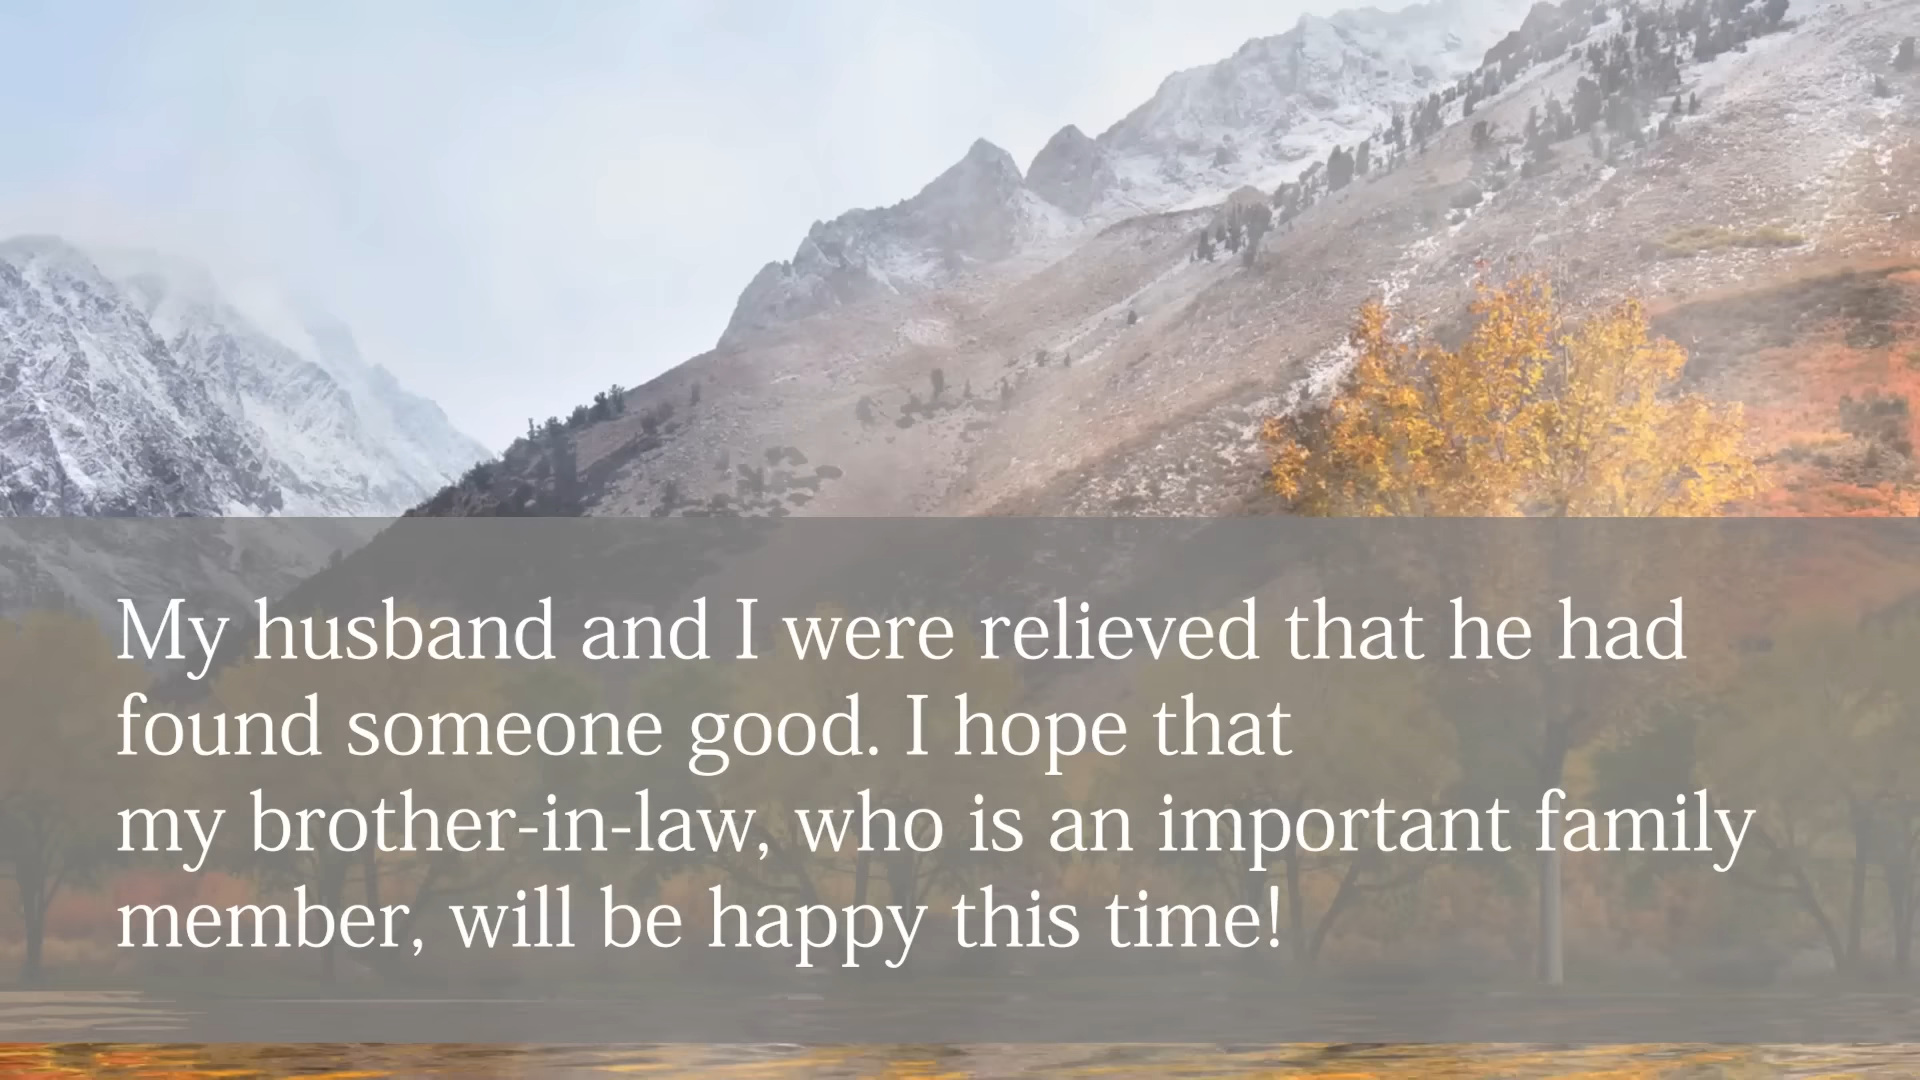 My husband and I were relieved that he had
found someone good. I hope that
my brother-in-law, who is an important family
member, will be happy this time!